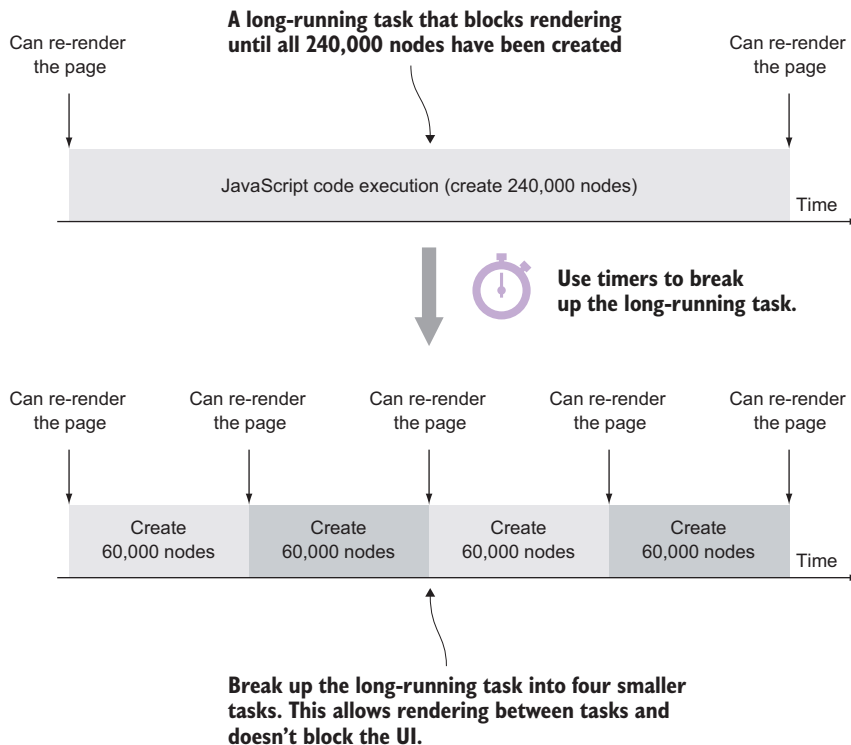 A long-running task that blocks rendering
until all 240,000 nodes have been created
Can re-render
the page
Can re-render
the page
JavaScript code execution (create 240,000 nodes)
Time
Use timers to break
up the long-running task.
Can re-render
the page
Can re-render
the page
Can re-render
the page
Can re-render
the page
Can re-render
the page
Create
60,000 nodes
Create
60,000 nodes
Create
60,000 nodes
Create
60,000 nodes
Time
Break up the long-running task into four smaller
tasks. This allows rendering between tasks and
doesn't block the UI.